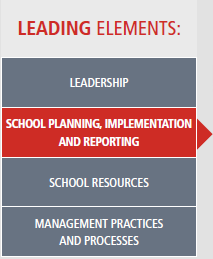 LEADING ELEMENTS:
LEADERSHIP
SCHOOL PLANNING, IMPLEMENTATION
AND REPORTING
SCHOOL RESOURCES
MANAGEMENT PRACTICES
AND PROCESSES